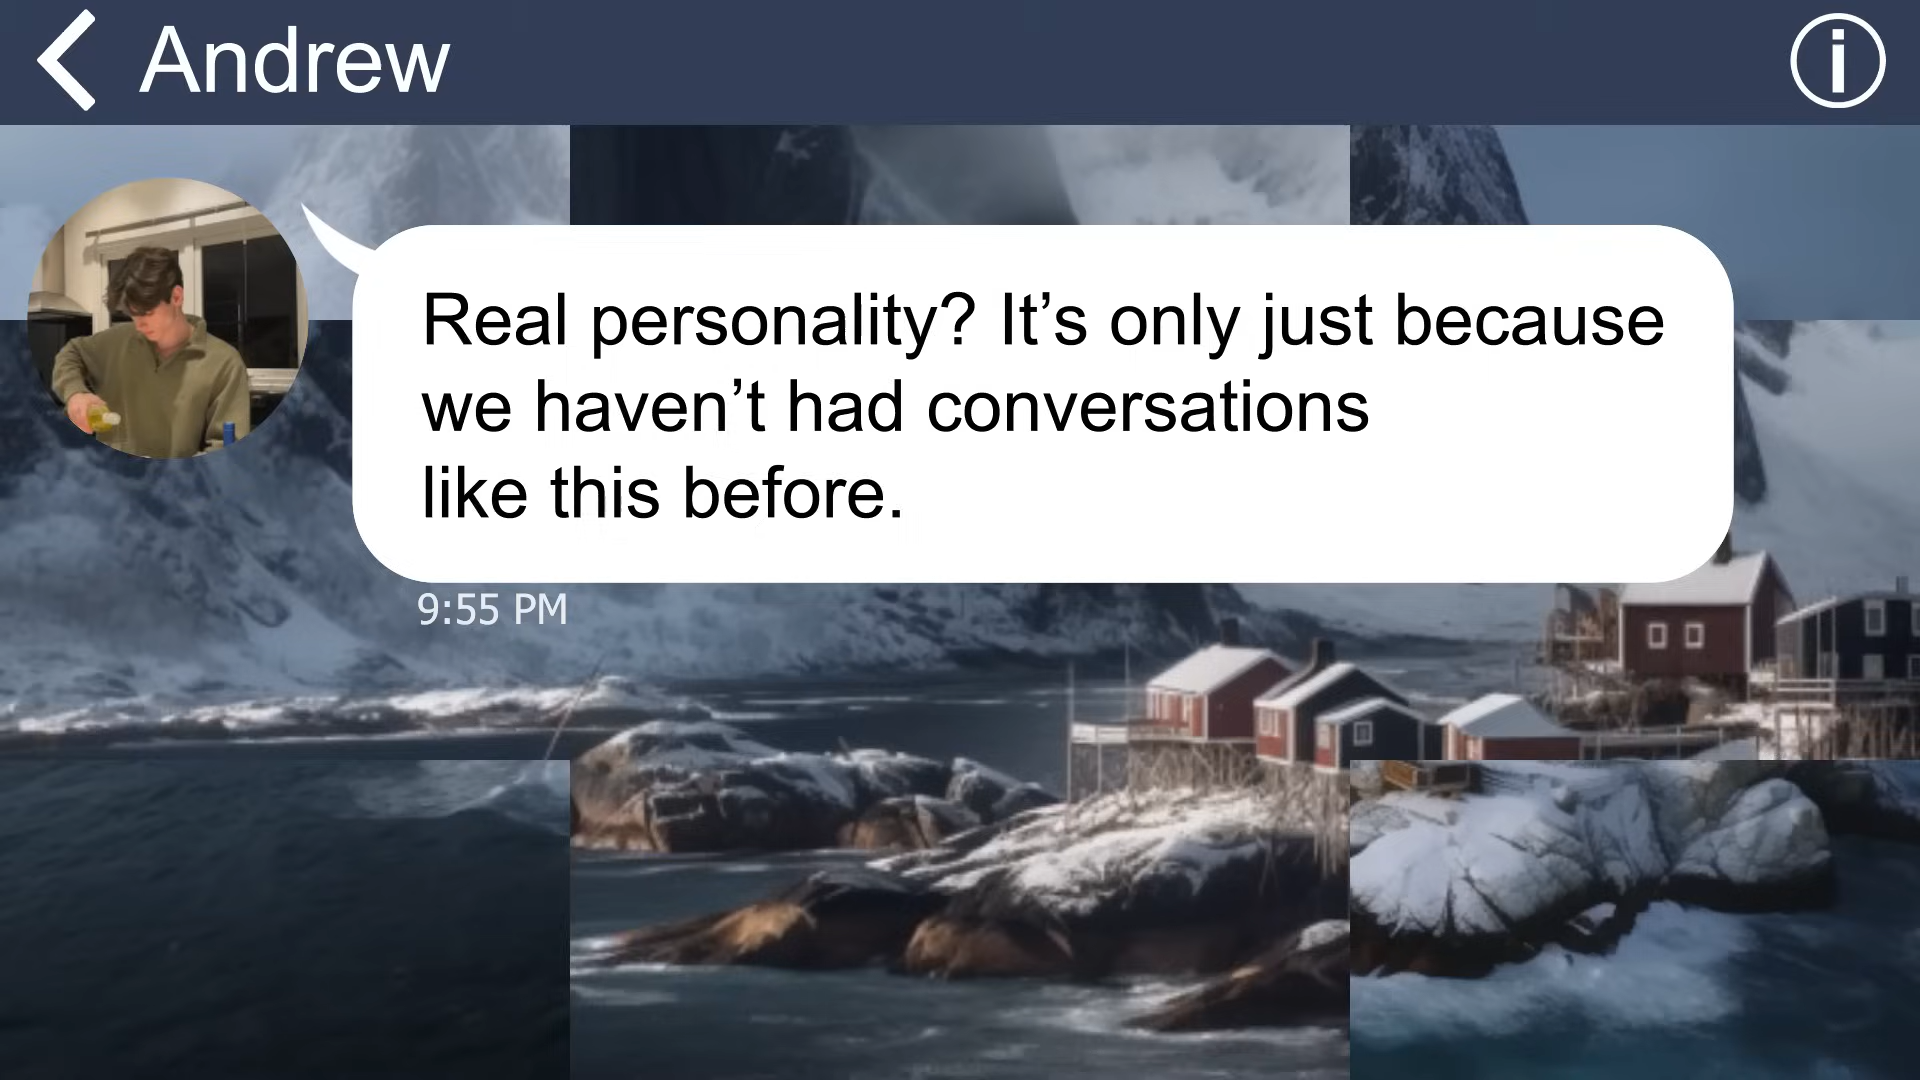 Andrew
Real personality? It’s only just because
we haven’t had conversations
like this before.
9:55 PM